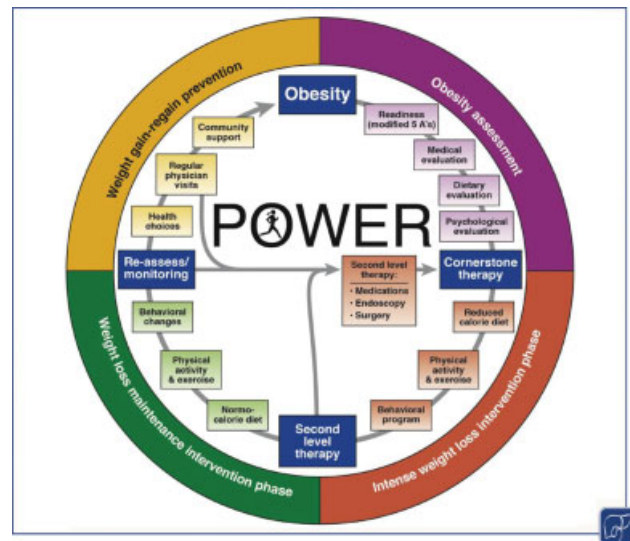 Weight gain-regain prevention
Obesity assessment
Obesity
Readiness
(modified 5 A's)
Medical
evaluation
Dietary
evaluation
Psychological
evaluation
Community
support
Regular
physician
visits
Health
choices
POWER
Re-assess/
monitoring
Second level
therapy:
• Medications
• Endoscopy
• Surgery
Cornerstone
therapy
Behavioral
changes
Physical
activity
& exercise
Normo-
calorie diet
Second
level
therapy
Reduced
calorie diet
Physical
activity
& exercise
Behavioral
program
Weight loss maintenance intervention phase
Intense weight loss intervention phase